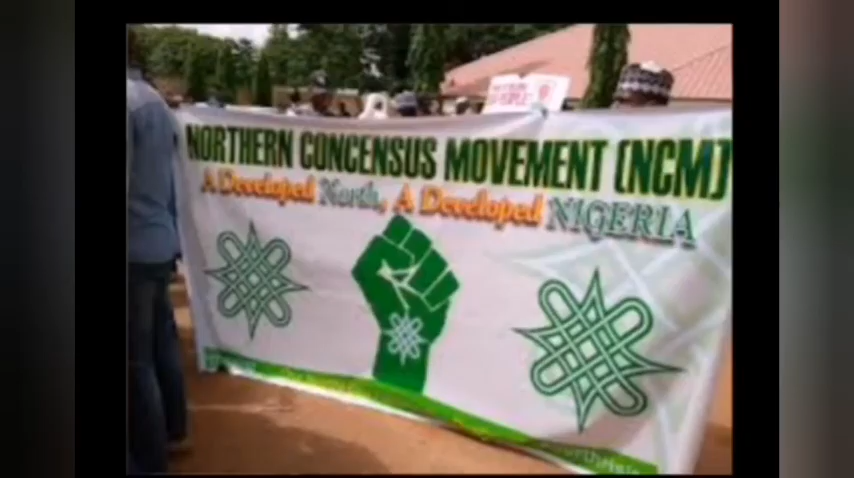 NORTHERN CONCENSUS MOVEMENT (NCM)
A Developed North, A Developed NIGERIA